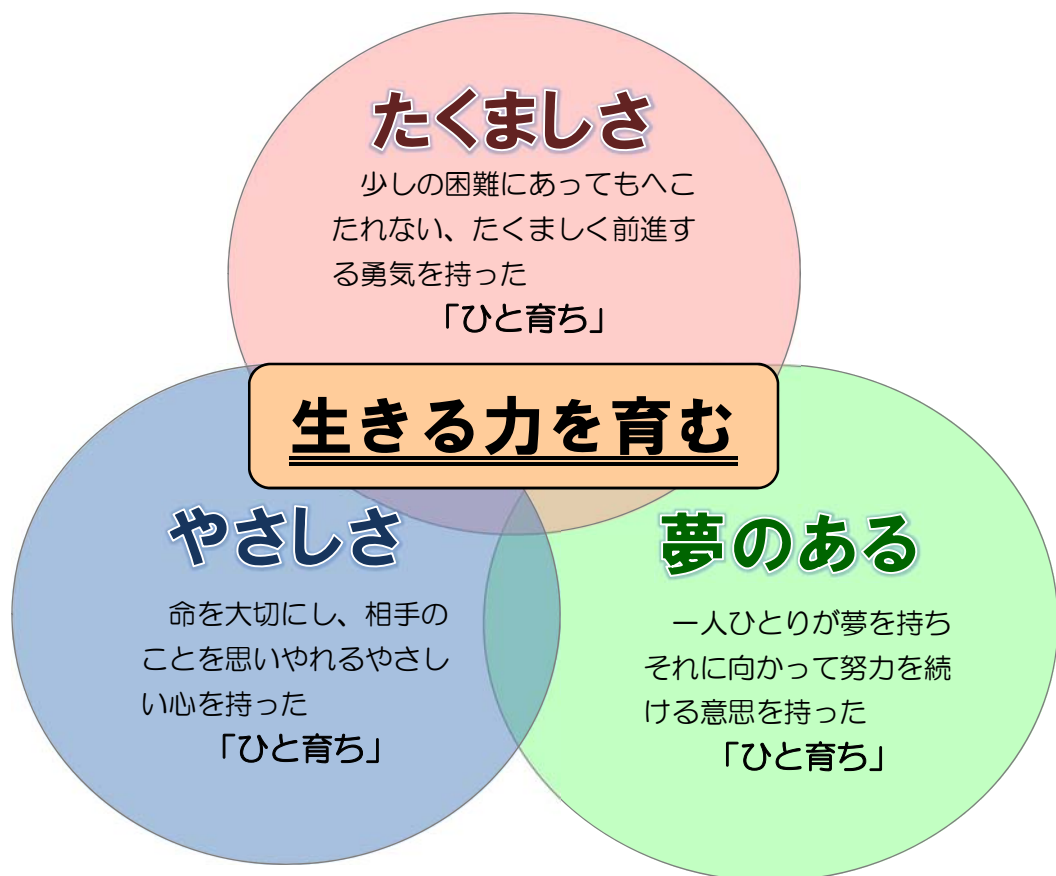 たくましさ
少しの困難にあってもへこ
たれない、たくましく前進す
る勇気を持った
「ひと育ち」
生きる力を育む
やさしさ
命を大切にし、相手の
ことを思いやれるやさし
い心を持った
「ひと育ち」
夢のある
一人ひとりが夢を持ち
それに向かって努力を続
ける意思を持った
「ひと育ち」